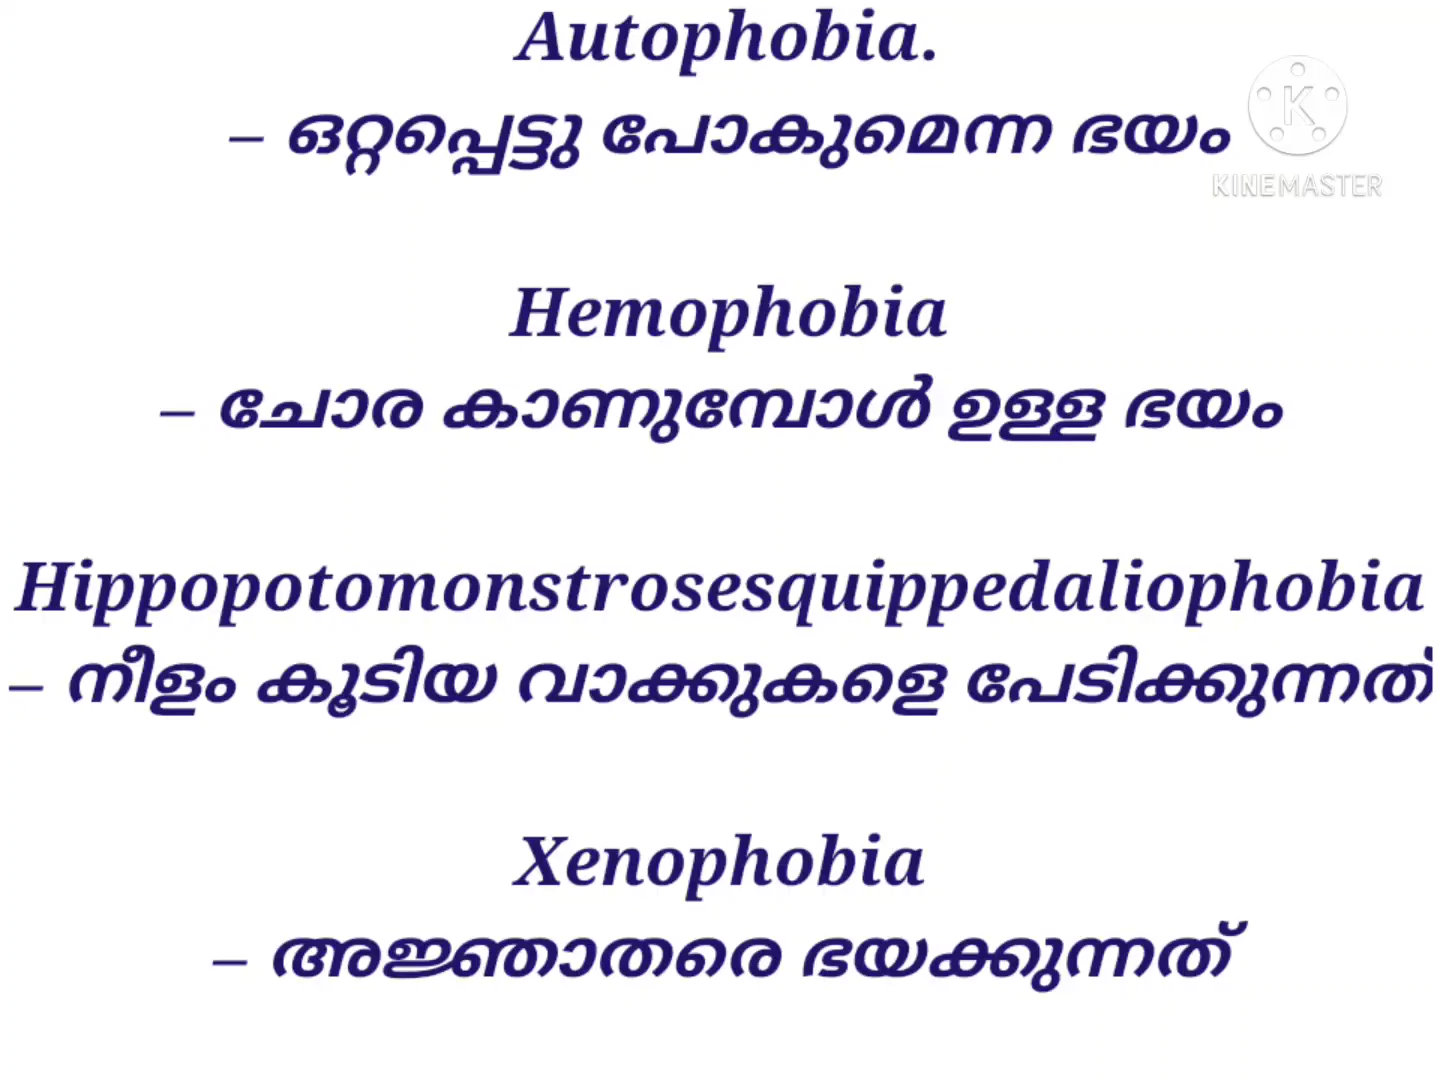 Autophobia.
– ഒറ്റപ്പെട്ടു പോകുമെന്ന ഭയം
KINEMASTER
Hemophobia
– ചോര കാണുമ്പോൾ ഉള്ള ഭയം
Hippopotomonstrosesquippedaliophobia
– നീളം കൂടിയ വാക്കുകളെ പേടിക്കുന്നത്
Xenophobia
– അജ്ഞാതരെ ഭയക്കുന്നത്